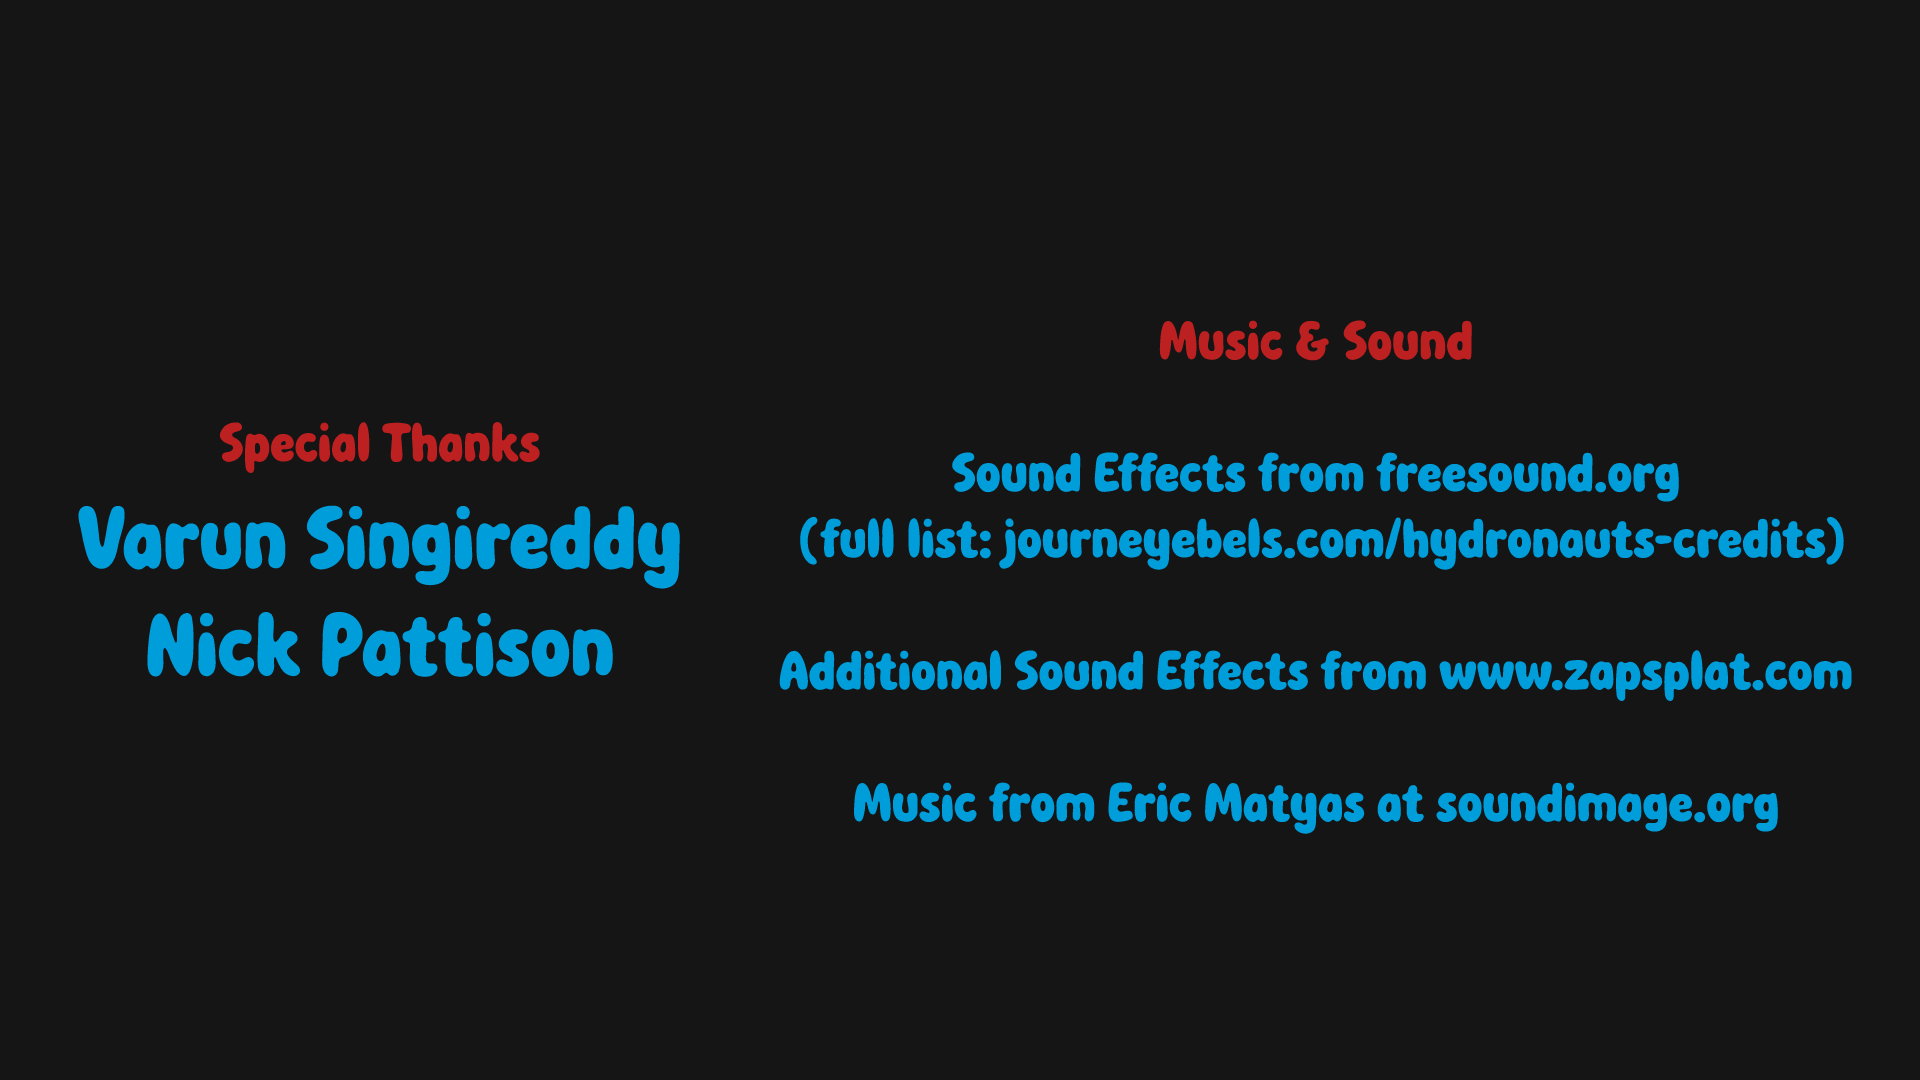 Special Thanks
Varun Singireddy
Nick Pattison
Music & Sound
Sound Effects from freesound.org
(full list: journeyebels.com/hydronauts-credits)
Additional Sound Effects from www.zapsplat.com
Music from Eric Matyas at soundimage.org